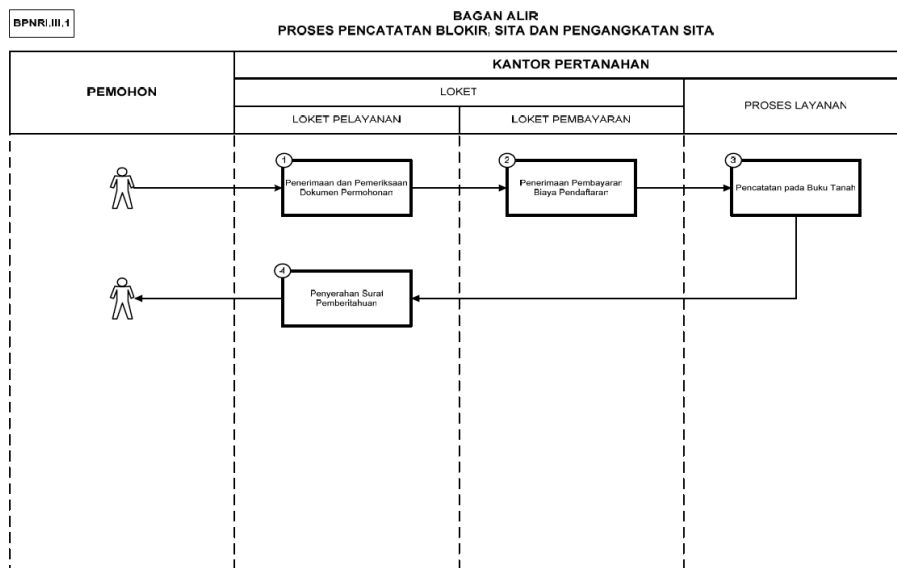 BPNRI.III.1
BAGAN ALIR
PROSES PENCATATAN BLOKIR, SITA DAN PENGANGKATAN SITA
PEMOHON
KANTOR PERTANAHAN
LOKET
PROSES LAYANAN
LOKET PELAYANAN
LOKET PEMBAYARAN
1
Penerimaan dan Pemeriksaan
Dokumen Permohonan
2
Penerimaan Pembayaran
Biaya Pendaftaran
3
Pencatatan pada Buku Tanah
4
Penyerahan Surat
Pemberitahuan